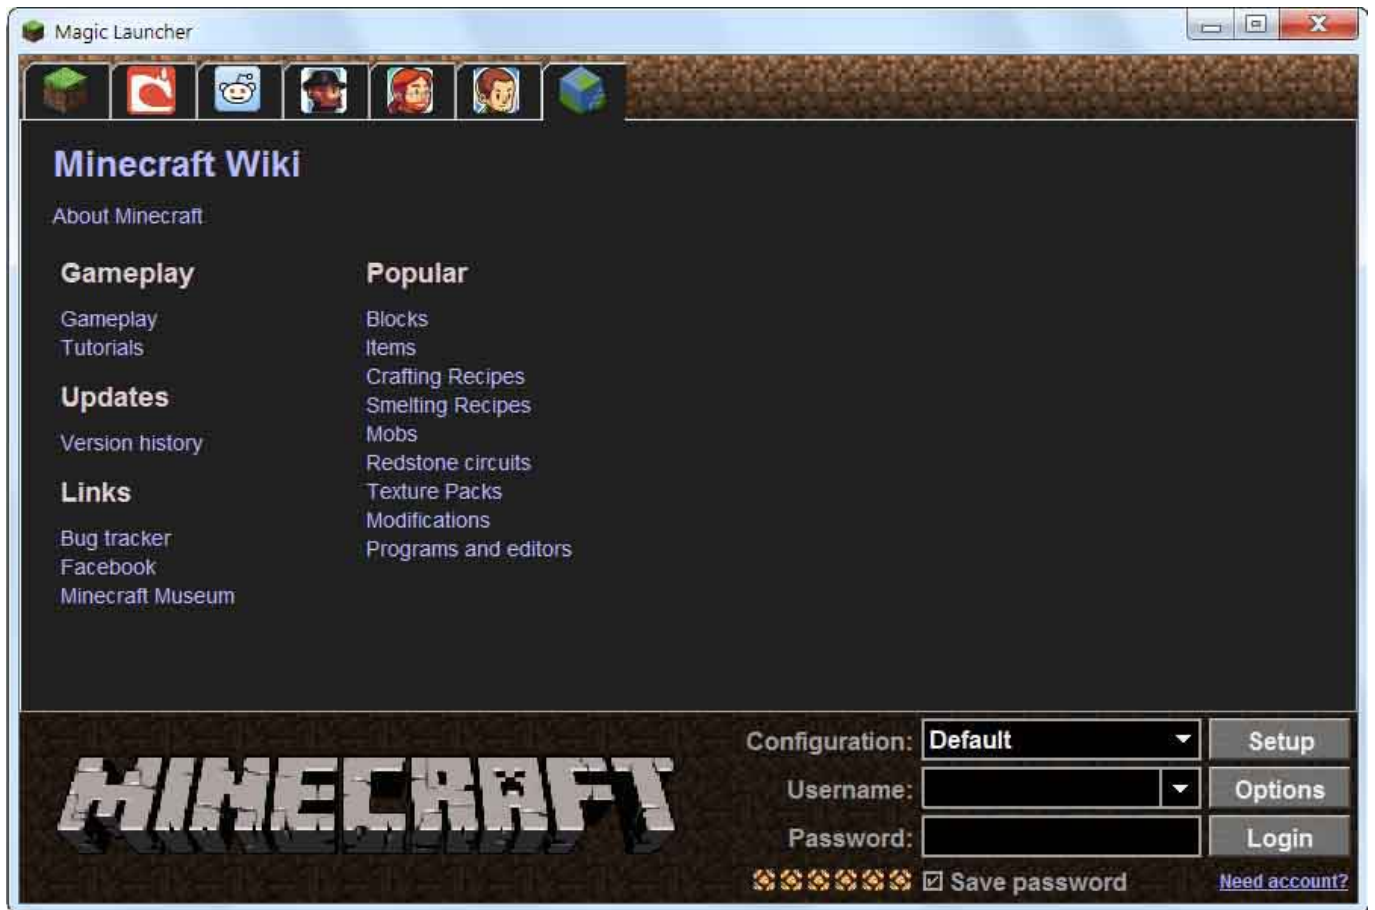 Magic Launcher
Minecraft Wiki
About Minecraft
Gameplay
Gameplay
Tutorials
Updates
Version history
Links
Bug tracker
Facebook
Minecraft Museum
Popular
Blocks
Items
Crafting Recipes
Smelting Recipes
Mobs
Redstone circuits
Texture Packs
Modifications
Programs and editors
MINECRAFT
Configuration: Default Setup
Username: Options
Password: Login
Save password Need account?